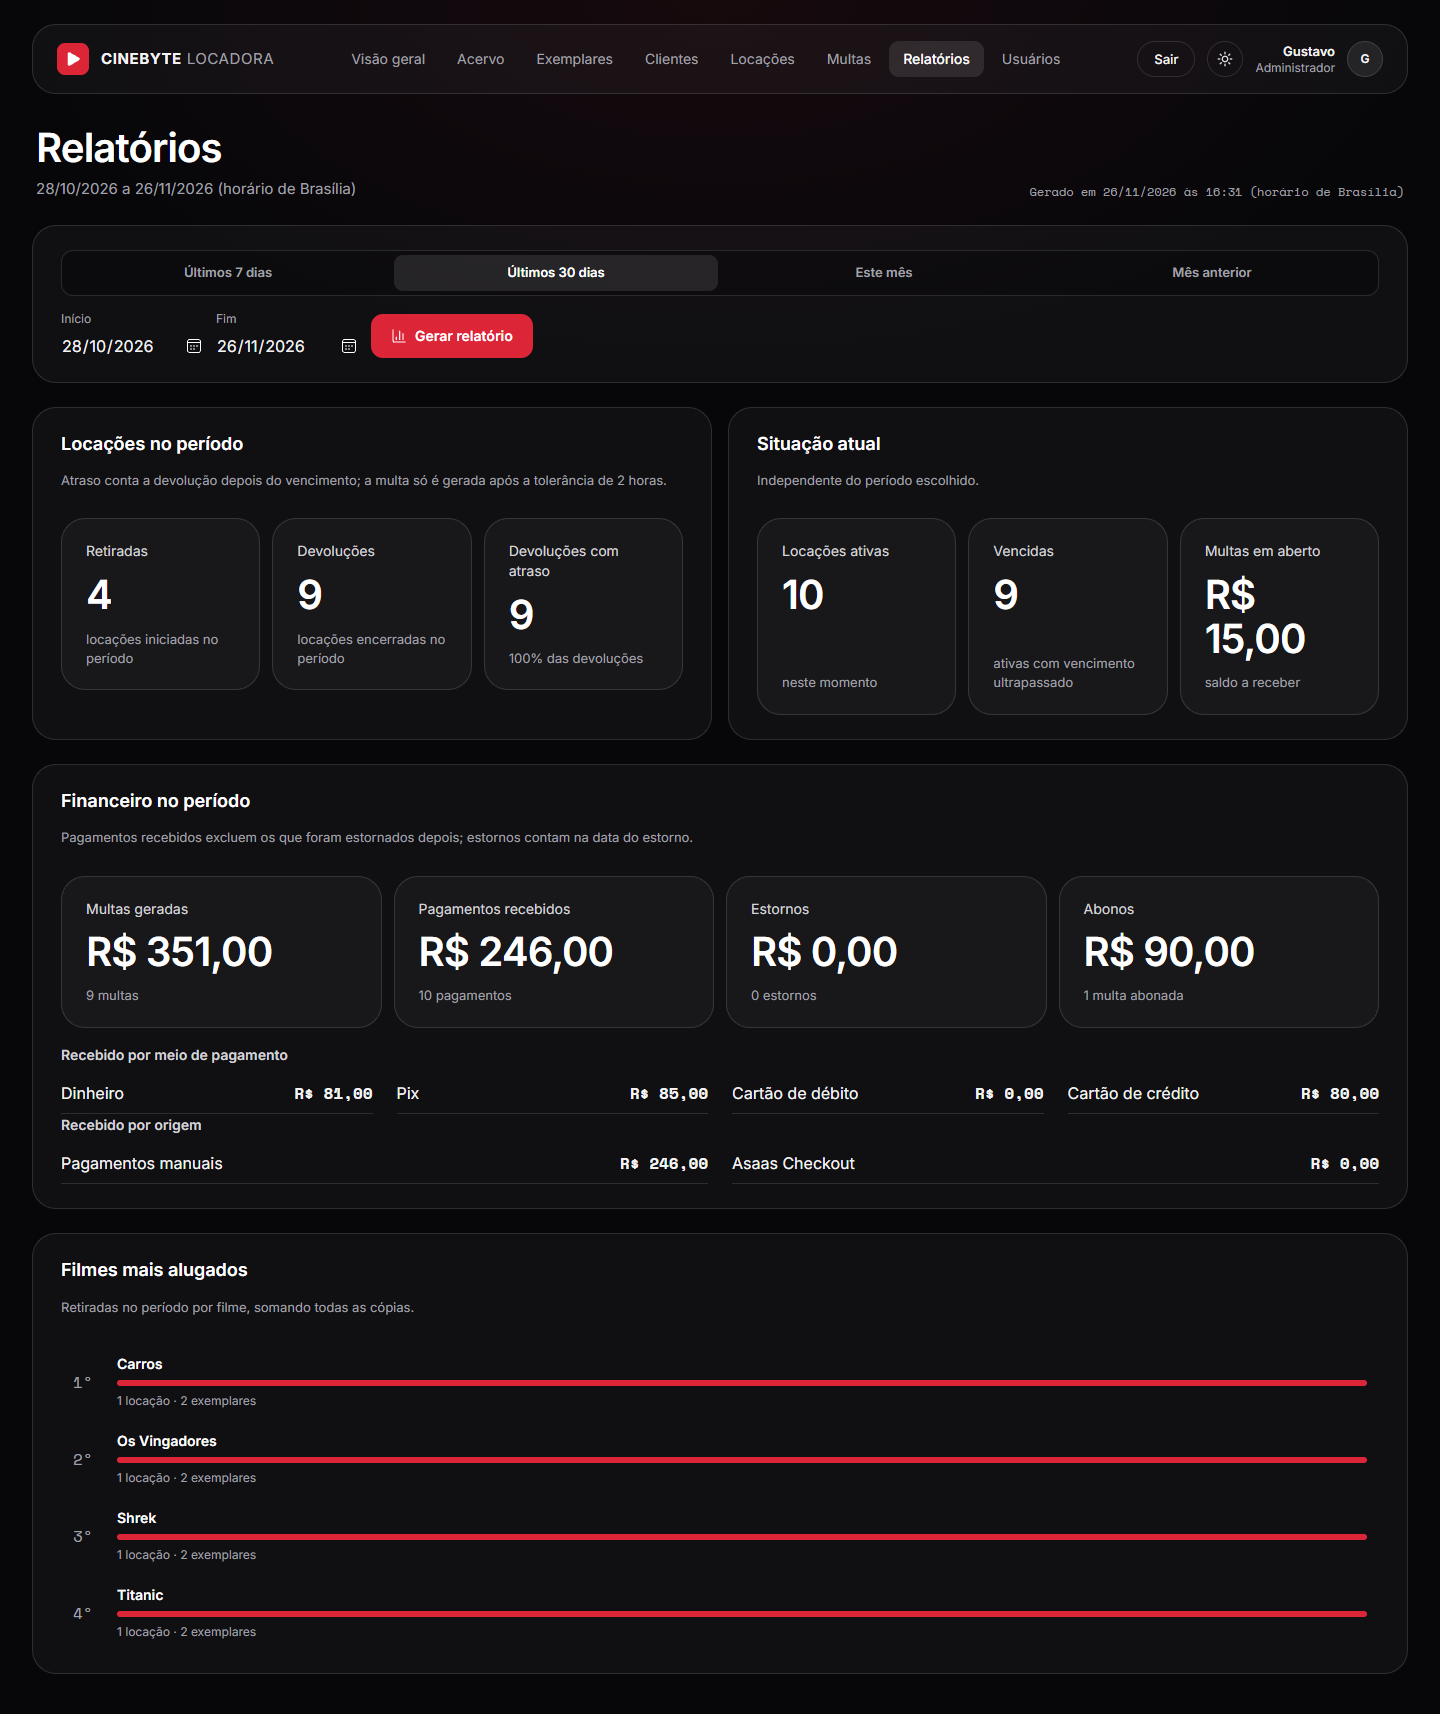 CINEBYTE LOCADORA
Visão geral
Acervo
Exemplares
Clientes
Locações
Multas
Relatórios
Usuários
Sair
Gustavo
Administrador
G
Relatórios
28/10/2026 a 26/11/2026 (horário de Brasília)
Gerado em 26/11/2026 às 16:31 (horário de Brasília)
Últimos 7 dias
Últimos 30 dias
Este mês
Mês anterior
Início
Fim
28/10/2026
26/11/2026
Gerar relatório
Locações no período
Atraso conta a devolução depois do vencimento; a multa só é gerada após a tolerância de 2 horas.
Retiradas
4
locações iniciadas no
período
Devoluções
9
locações encerradas no
período
Devoluções com
atraso
9
100% das devoluções
Situação atual
Independente do período escolhido.
Locações ativas
10
neste momento
Vencidas
9
ativas com vencimento
ultrapassado
Multas em aberto
R$
15,00
saldo a receber
Financeiro no período
Pagamentos recebidos excluem os que foram estornados depois; estornos contam na data do estorno.
Multas geradas
R$ 351,00
9 multas
Pagamentos recebidos
R$ 246,00
10 pagamentos
Estornos
R$ 0,00
0 estornos
Abonos
R$ 90,00
1 multa abonada
Recebido por meio de pagamento
Dinheiro R$ 81,00
Pix R$ 85,00
Cartão de débito R$ 0,00
Cartão de crédito R$ 80,00
Recebido por origem
Pagamentos manuais R$ 246,00
Asaas Checkout R$ 0,00
Filmes mais alugados
Retiradas no período por filme, somando todas as cópias.
1º
Carros
1 locação · 2 exemplares
2º
Os Vingadores
1 locação · 2 exemplares
3º
Shrek
1 locação · 2 exemplares
4º
Titanic
1 locação · 2 exemplares